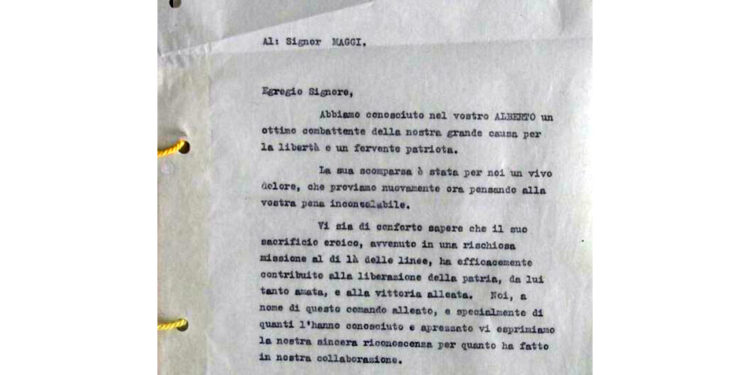 Al: Signor MAGGI.
Egregio Signore,
Abbiamo conosciuto nel vostro ALBERTO un
ottimo combattente della nostra grande causa per
la libertà e un fervente patriota.
La sua scomparsa è stata per noi un vivo
dolore, che proviamo nuovamente ora pensando alla
vostra pena inconsolabile.
Vi sia di conforto sapere che il suo
sacrificio eroico, avvenuto in una rischiosa
missione al di là delle linee, ha efficacemente
contribuito alla liberazione della patria, da lui
tanto amata, e alla vittoria alleata. Noi, a
nome di questo comando alleato, e specialmente di
quanti l'hanno conosciuto e apressato vi esprimiamo
la nostra sincera riconoscenza per quanto ha fatto
in nostra collaborazione.